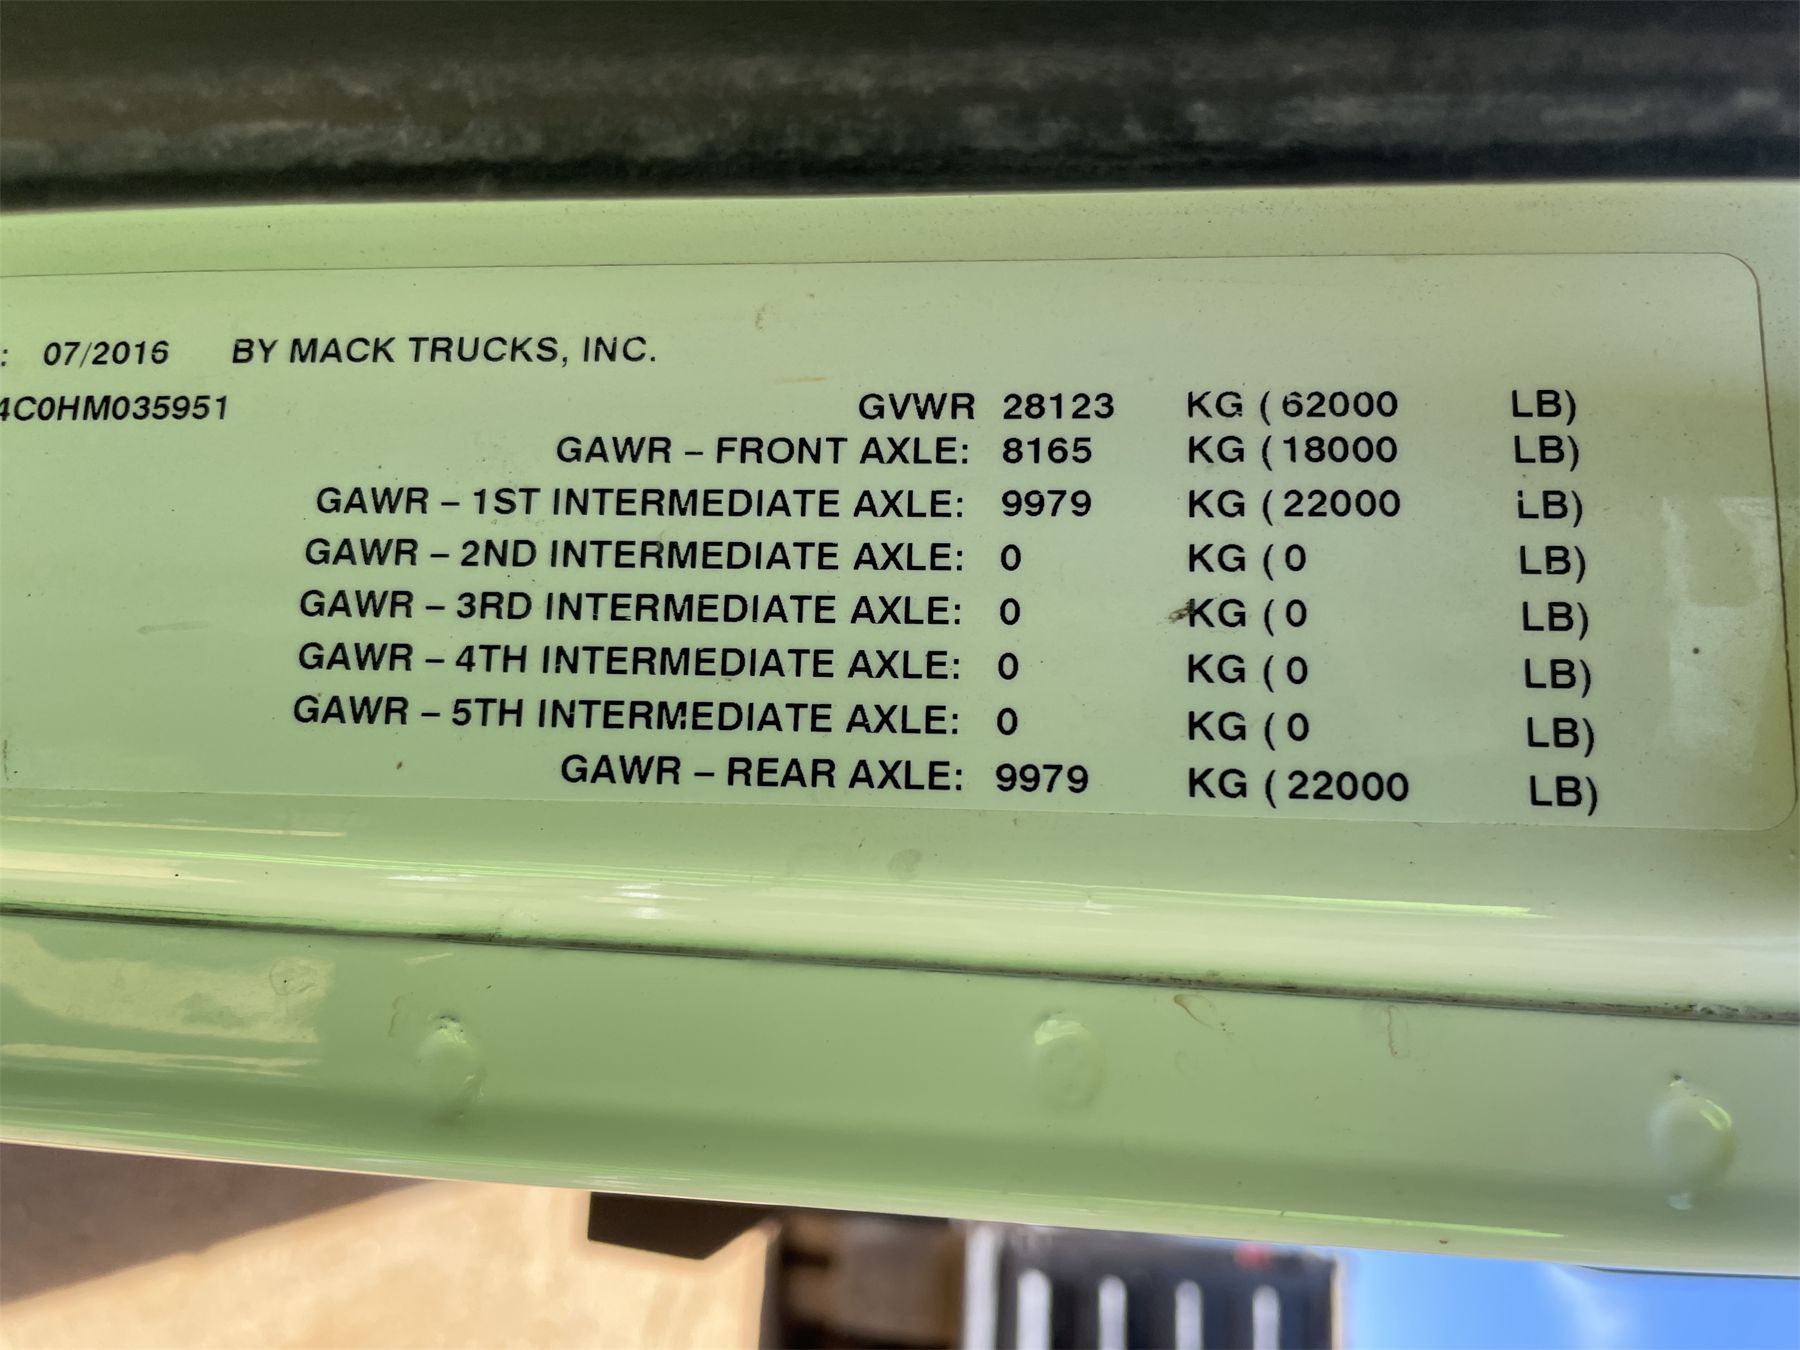 : 07/2016 BY MACK TRUCKS, INC.
4C0HM035951
GVWR 28123 KG (62000 LB)
GAWR – FRONT AXLE: 8165 KG (18000 LB)
GAWR – 1ST INTERMEDIATE AXLE: 9979 KG (22000 LB)
GAWR – 2ND INTERMEDIATE AXLE: 0 KG (0 LB)
GAWR – 3RD INTERMEDIATE AXLE: 0 KG (0 LB)
GAWR – 4TH INTERMEDIATE AXLE: 0 KG (0 LB)
GAWR – 5TH INTERMEDIATE AXLE: 0 KG (0 LB)
GAWR – REAR AXLE: 9979 KG (22000 LB)